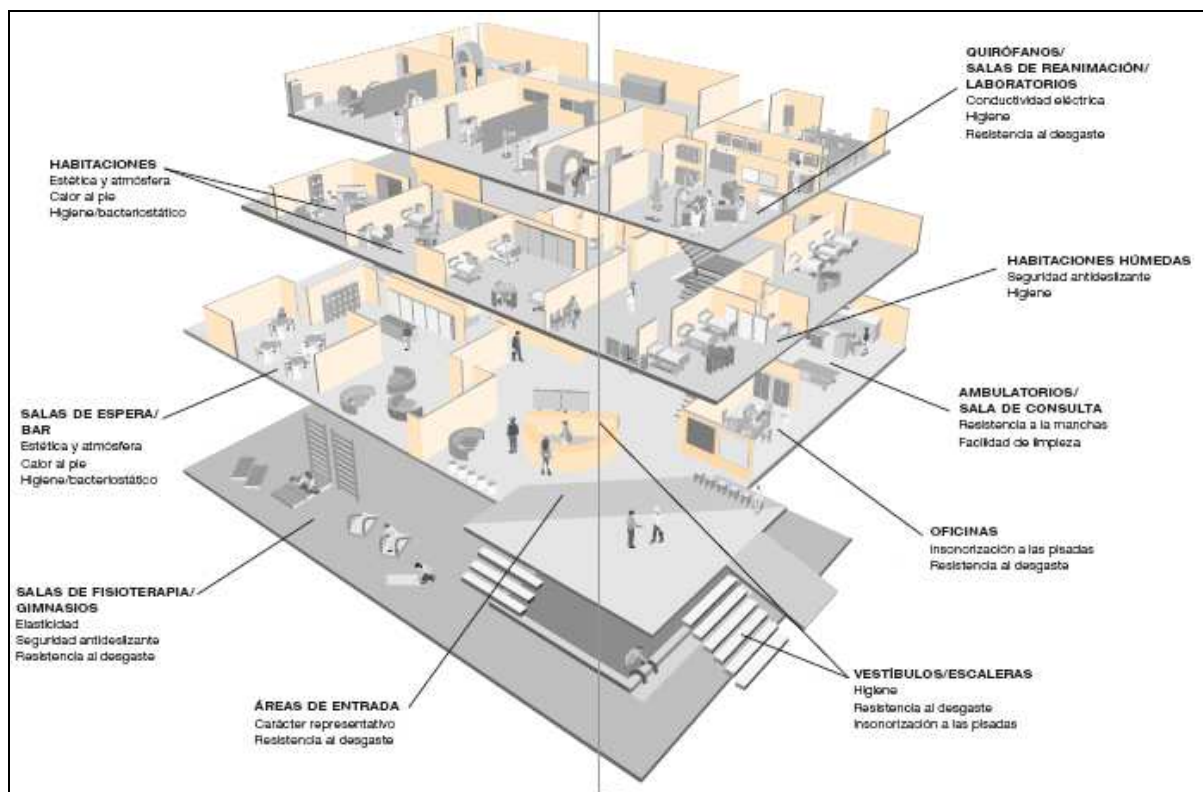 QUIRÓFANOS/
SALAS DE REANIMACIÓN/
LABORATORIOS
Conductividad eléctrica
Higiene
Resistencia al desgaste
HABITACIONES
Estética y atmósfera
Calor al pie
Higiene/bacteriostático
HABITACIONES HÚMEDAS
Seguridad antideslizante
Higiene
SALAS DE ESPERA/
BAR
Estética y atmósfera
Calor al pie
Higiene/bacteriostático
AMBULATORIOS/
SALA DE CONSULTA
Resistencia a la manchas
Facilidad de limpieza
OFICINAS
Insonorización a las pisadas
Resistencia al desgaste
SALAS DE FISIOTERAPIA/
GIMNASIOS
Elasticidad
Seguridad antideslizante
Resistencia al desgaste
ÁREAS DE ENTRADA
Carácter representativo
Resistencia al desgaste
VESTÍBULOS/ESCALERAS
Higiene
Resistencia al desgaste
Insonorización a las pisadas